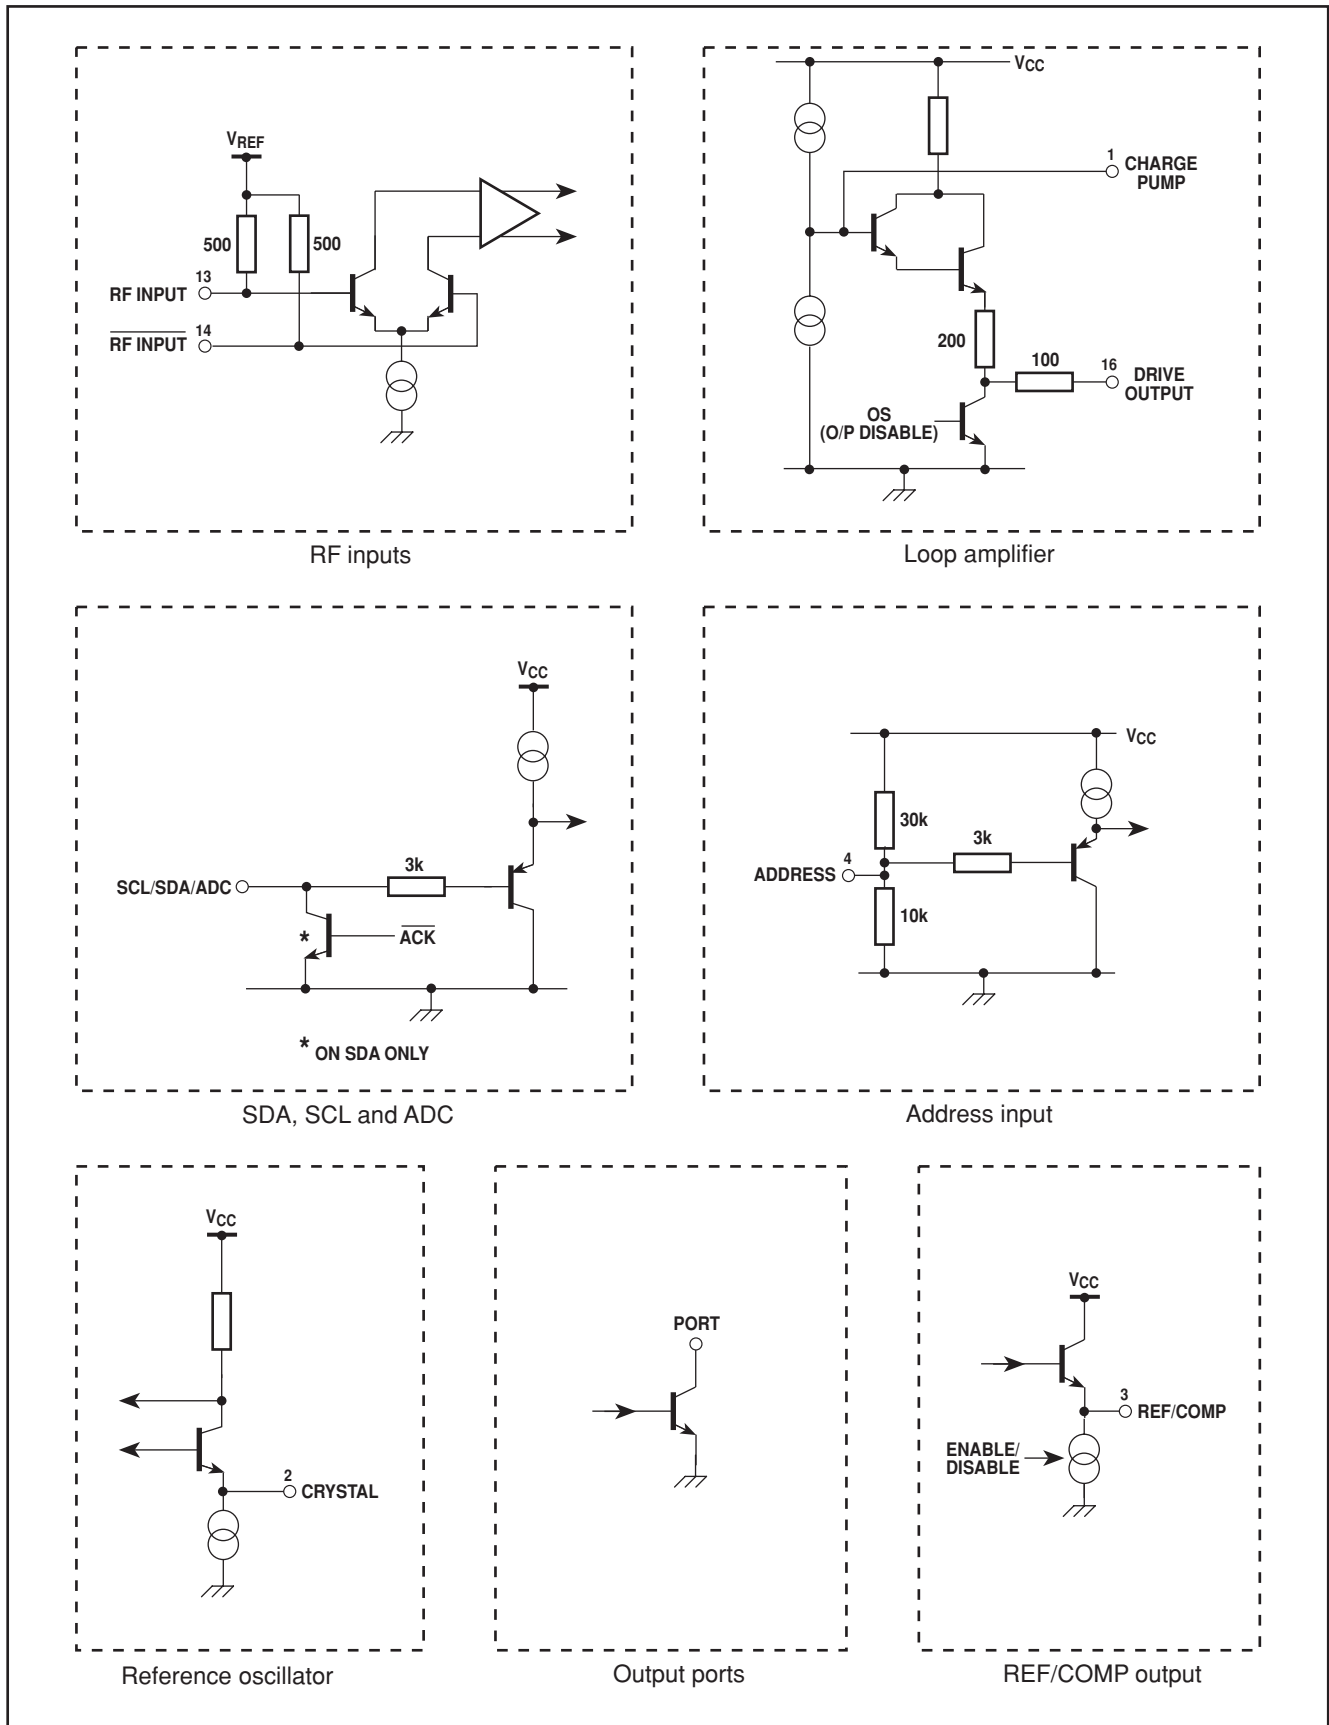 VREF
500
500
13
RF INPUT
14
RF INPUT
RF inputs
VCC
1
CHARGE
PUMP
200
100
16
DRIVE
OUTPUT
OS
(O/P DISABLE)
Loop amplifier
VCC
3k
SCL/SDA/ADC
*
ACK
* ON SDA ONLY
SDA, SCL and ADC
VCC
30k
3k
4
ADDRESS
10k
Address input
VCC
2
CRYSTAL
Reference oscillator
PORT
Output ports
VCC
3
REF/COMP
ENABLE/
DISABLE
REF/COMP output